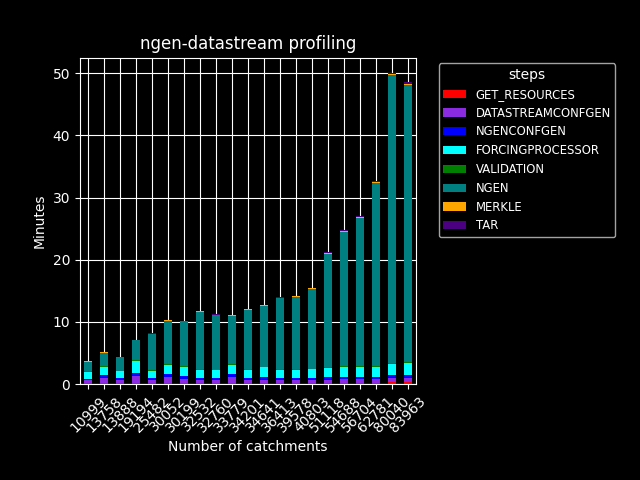 ngen-datastream profiling
50
40
30
20
10
0
Minutes
10999
13758
13888
19194
25482
30052
30199
32532
32760
33779
34201
34641
36413
39578
40803
51118
54688
56704
62781
80040
83963
Number of catchments
steps
GET_RESOURCES
DATASTREAMCONFGEN
NGENCONFGEN
FORCINGPROCESSOR
VALIDATION
NGEN
MERKLE
TAR